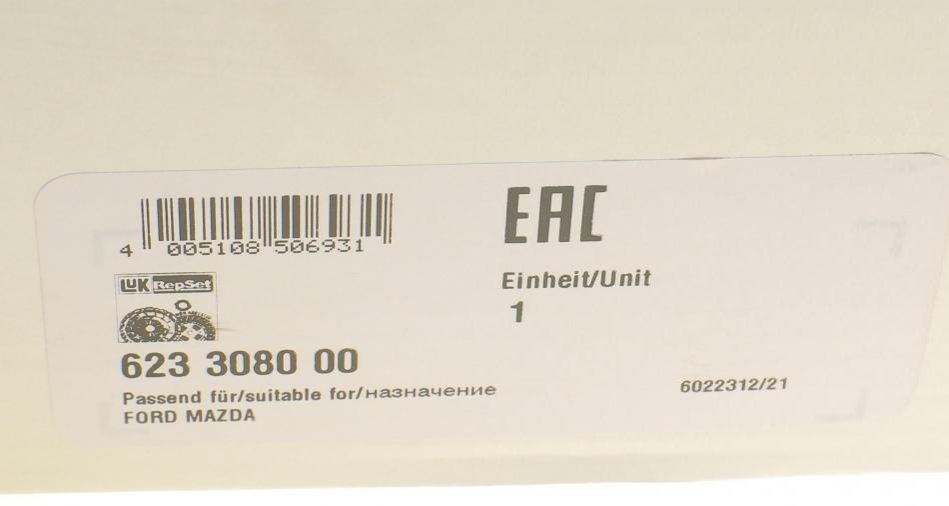 EAC
4 005108 506931
LUK RepSet
Einheit/Unit
1
623 3080 00
Passend für/suitable for/назначение
FORD MAZDA
6022312/21